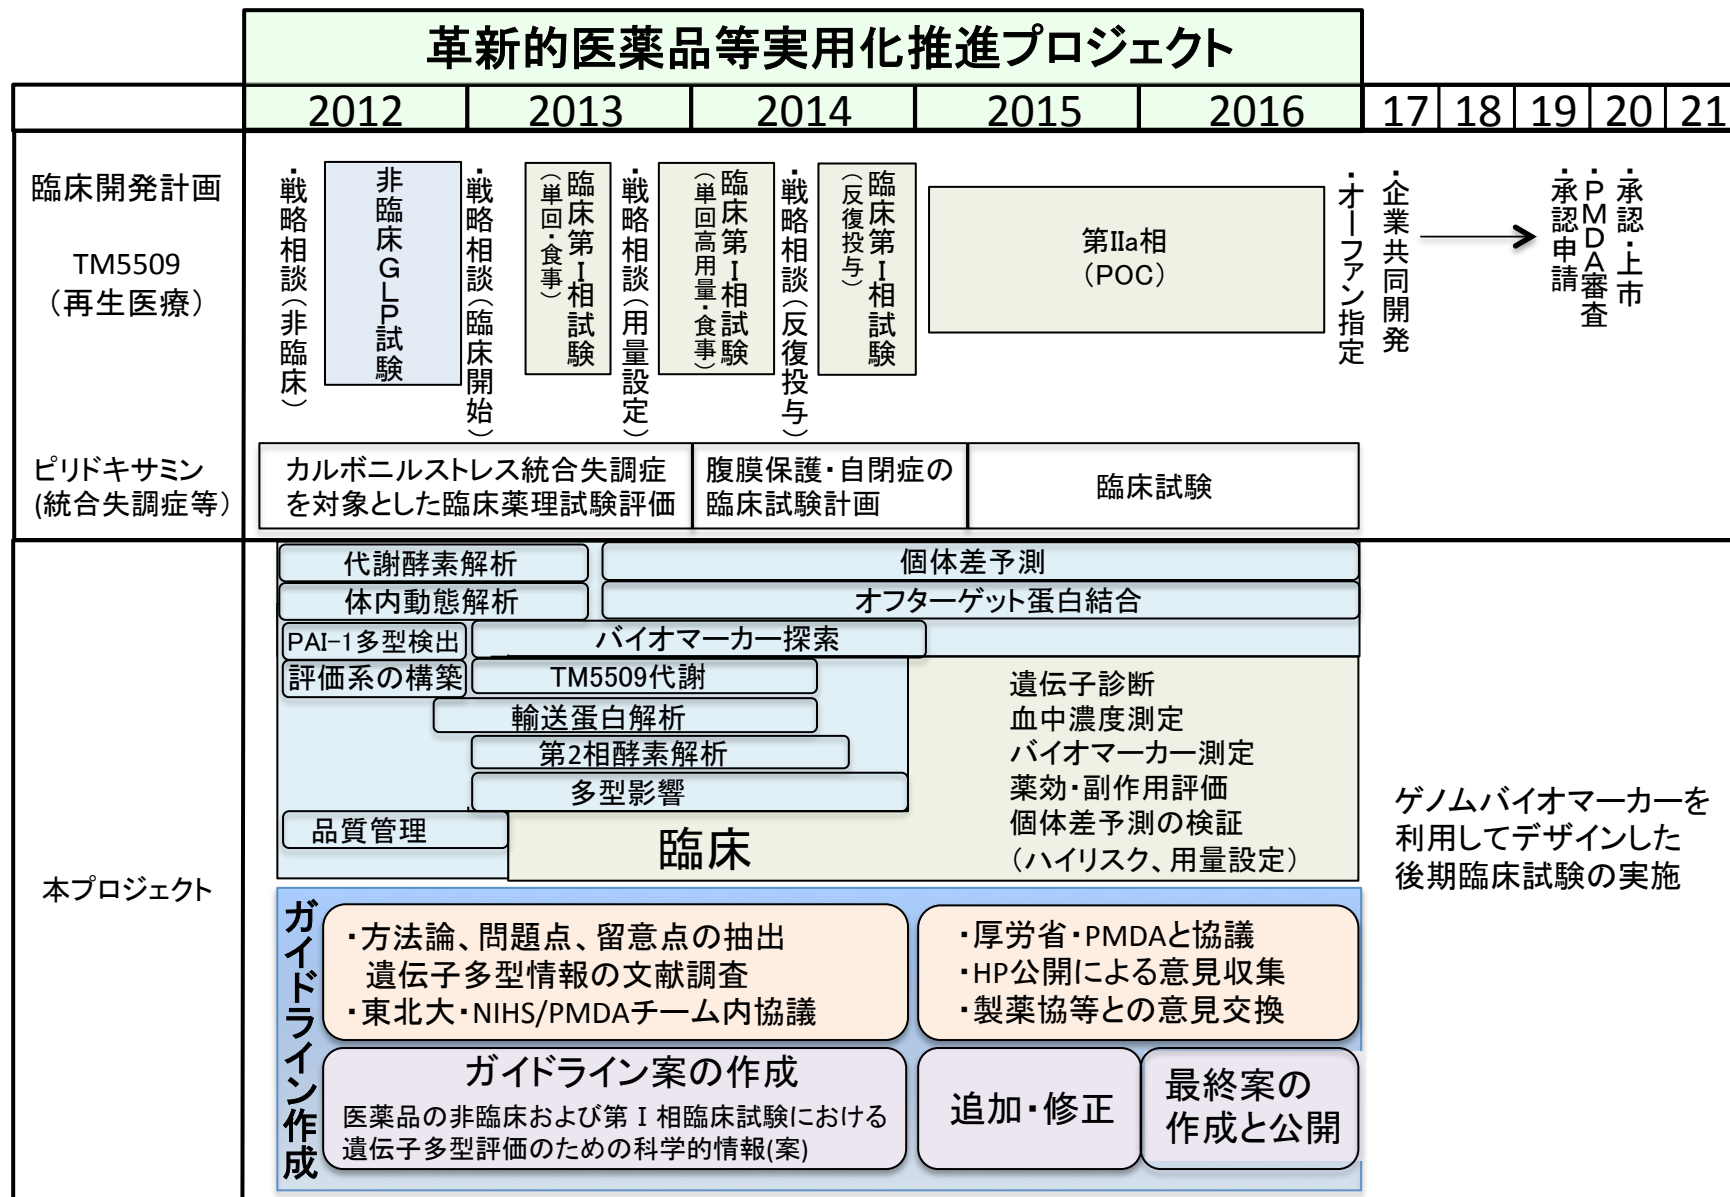 革新的医薬品等実用化推進プロジェクト
2012
2013
2014
2015
2016
17
18
19
20
21
臨床開発計画
TM5509
（再生医療）
・戦略相談（非臨床）
非臨床GLP試験
・戦略相談（臨床開始）
臨床第Ⅰ相試験
（単回・食事）
・戦略相談（用量設定）
臨床第Ⅰ相試験
（単回高用量・食事）
・戦略相談（反復投与）
臨床第Ⅰ相試験
（反復投与）
第IIa相
（POC）
・オーファン指定
・企業共同開発
・承認申請
・PMDA審査
・承認・上市
ピリドキサミン
(統合失調症等）
カルボニルストレス統合失調症
を対象とした臨床薬理試験評価
腹膜保護・自閉症の
臨床試験計画
臨床試験
本プロジェクト
代謝酵素解析
個体差予測
体内動態解析
オフターゲット蛋白結合
PAI-1多型検出
バイオマーカー探索
評価系の構築
TM5509代謝
輸送蛋白解析
第2相酵素解析
多型影響
品質管理
臨床
遺伝子診断
血中濃度測定
バイオマーカー測定
薬効・副作用評価
個体差予測の検証
（ハイリスク、用量設定）
ゲノムバイオマーカーを
利用してデザインした
後期臨床試験の実施
ガイドライン作成
・方法論、問題点、留意点の抽出
遺伝子多型情報の文献調査
・東北大・NIHS/PMDAチーム内協議
・厚労省・PMDAと協議
・HP公開による意見収集
・製薬協等との意見交換
ガイドライン案の作成
医薬品の非臨床および第Ⅰ相臨床試験における
遺伝子多型評価のための科学的情報(案)
追加・修正
最終案の
作成と公開